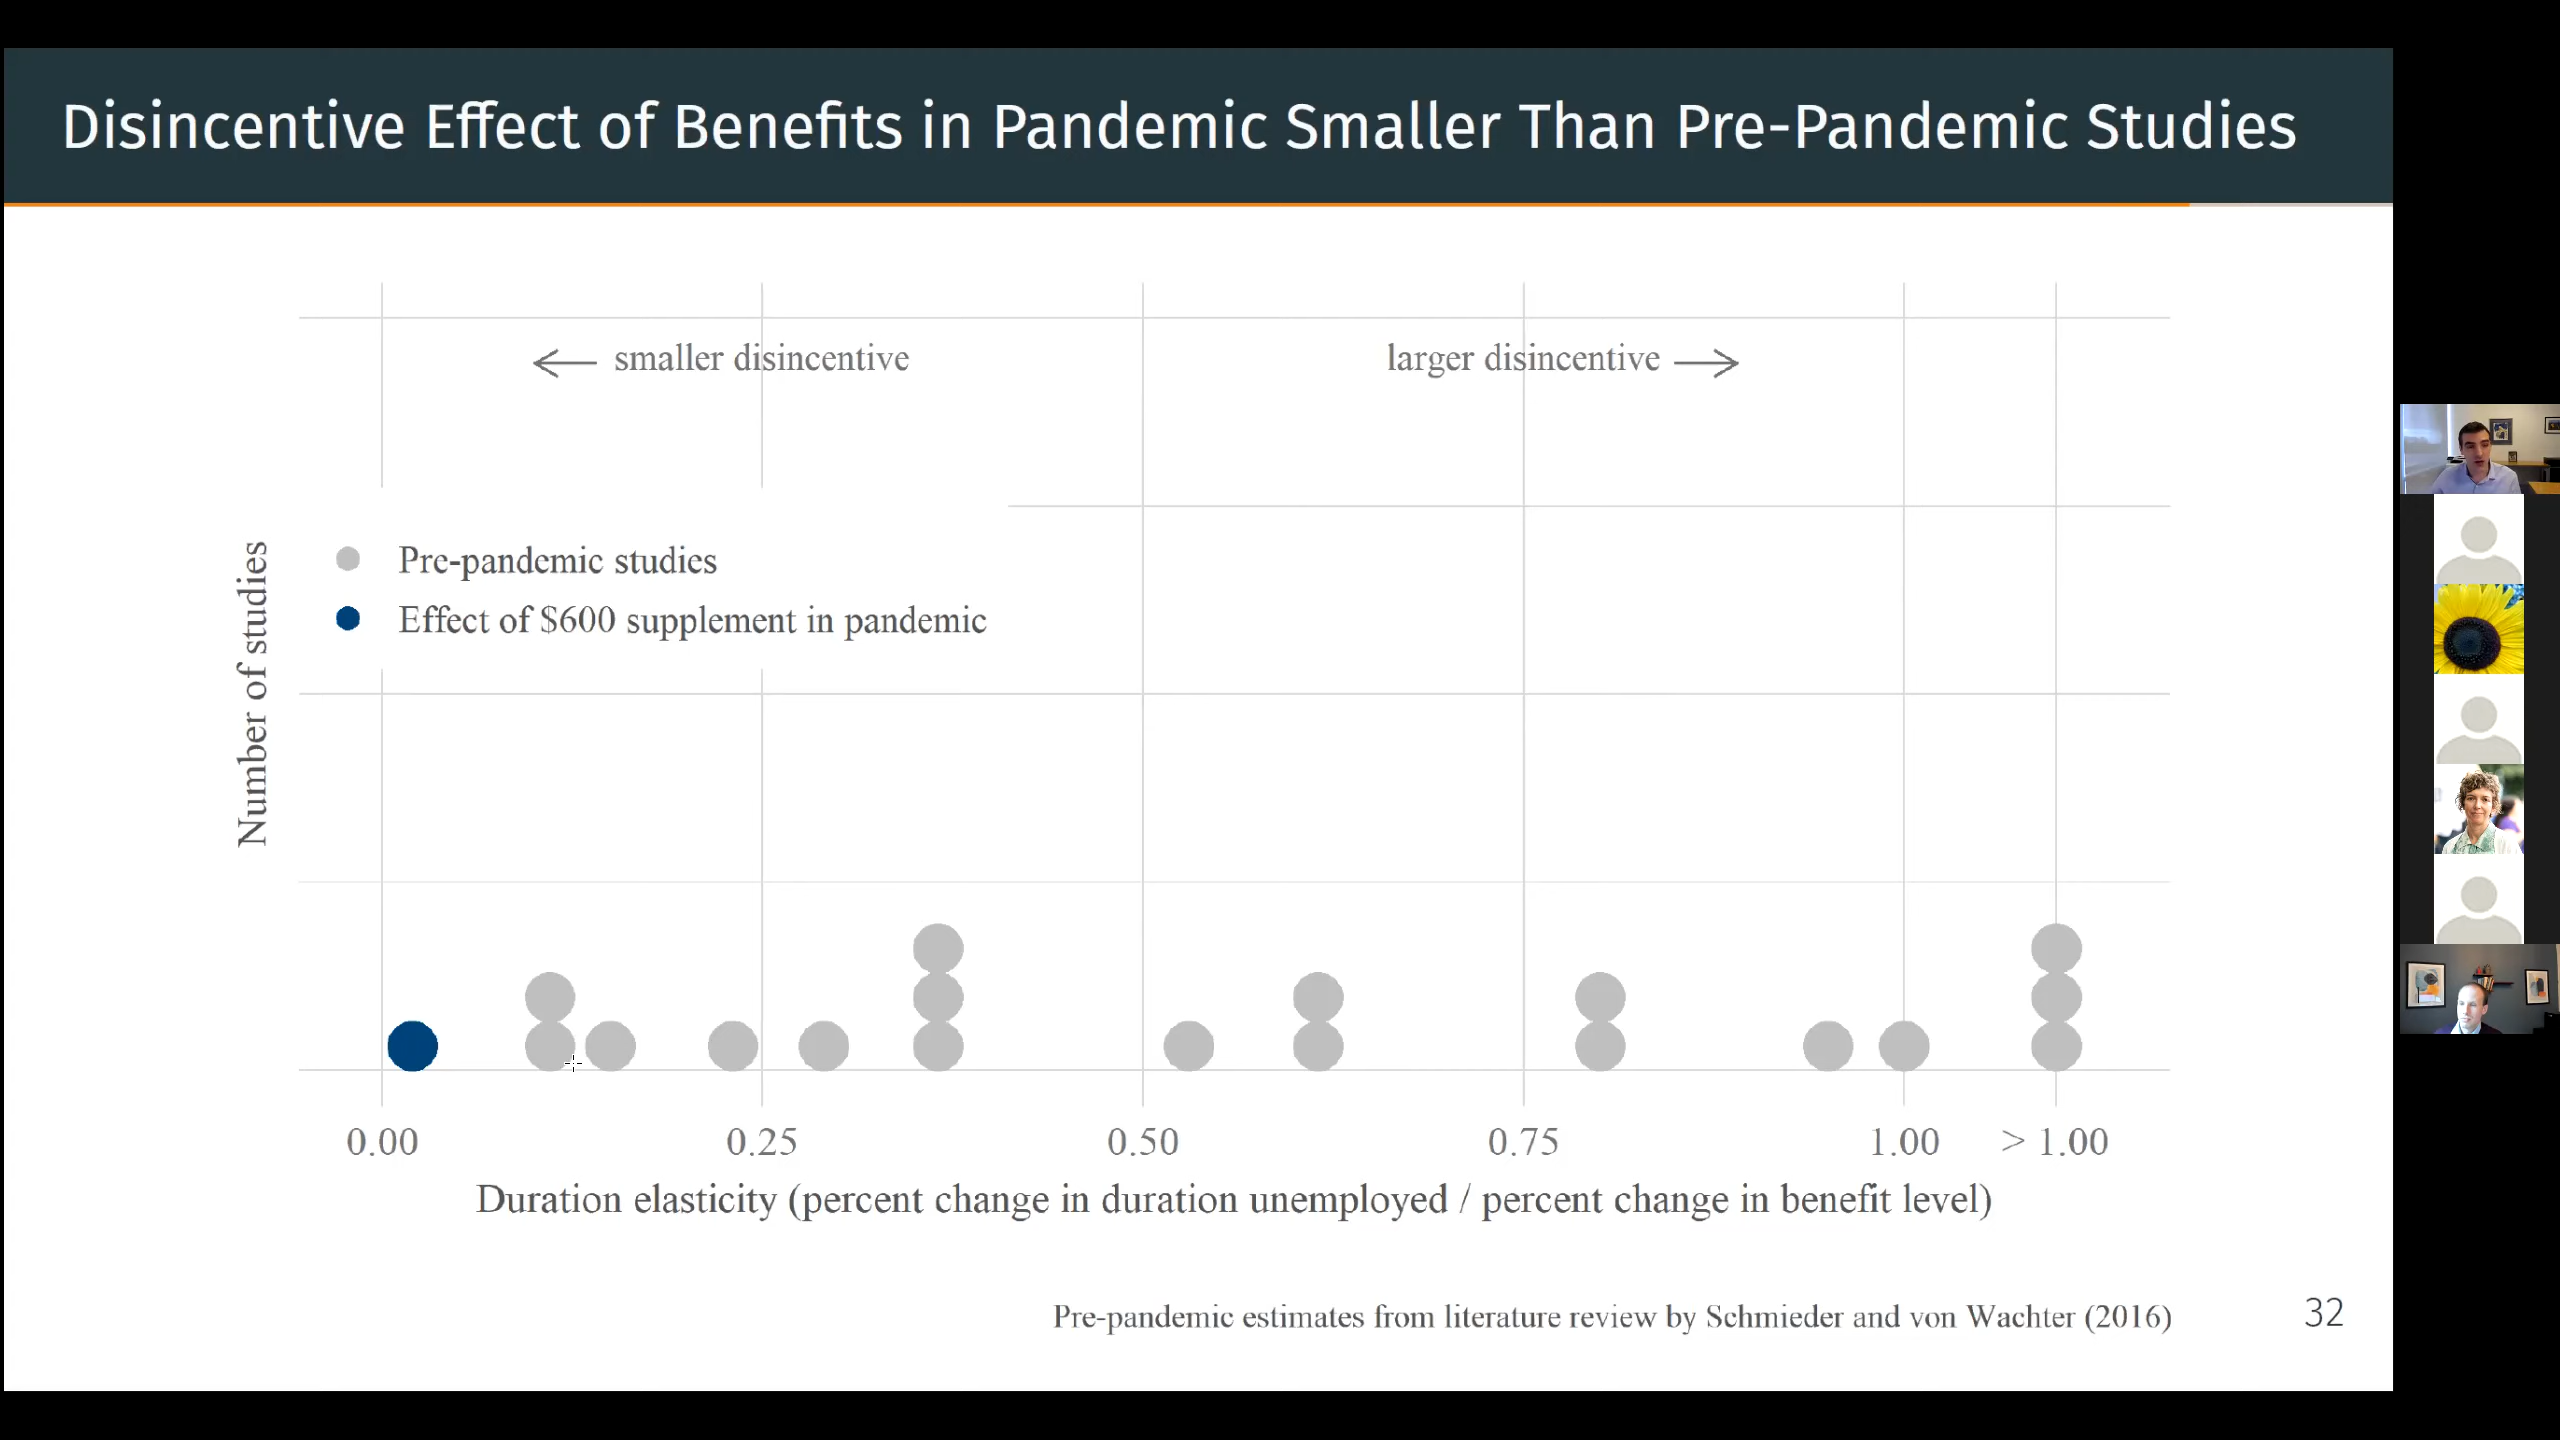 Disincentive Effect of Benefits in Pandemic Smaller Than Pre-Pandemic Studies
smaller disincentive
larger disincentive
Pre-pandemic studies
Effect of $600 supplement in pandemic
Number of studies
0.00
0.25
0.50
0.75
1.00
> 1.00
Duration elasticity (percent change in duration unemployed / percent change in benefit level)
Pre-pandemic estimates from literature review by Schmieder and von Wachter (2016)
32